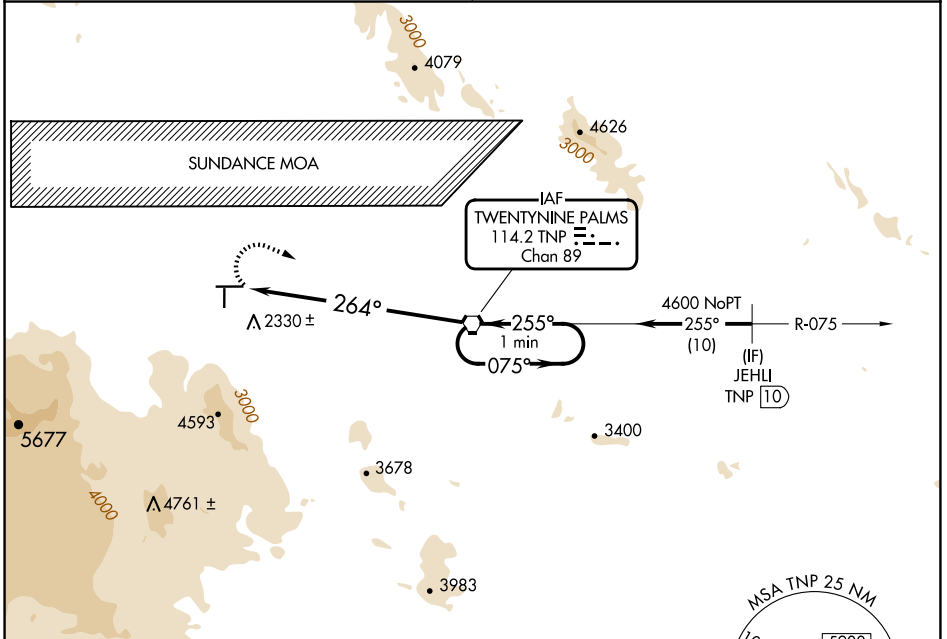 3000
4079
4626
3000
SUNDANCE MOA
IAF
TWENTYNINE PALMS
114.2 TNP
Chan 89
264°
2330 ±
255°
1 min
075°
4600 NoPT
255°
(10)
R-075
(IF)
JEHLI
TNP 10
3000
4593
5677
3400
3678
4000
4761 ±
3983
MSA TNP 25 NM